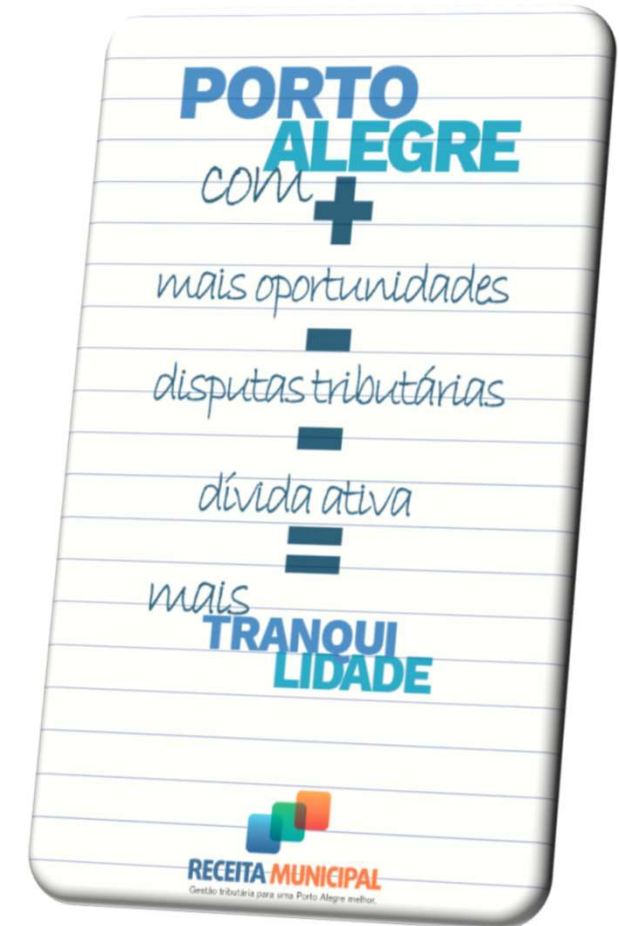 PORTO
ALEGRE
com
+
mais oportunidades
-
disputas tributárias
-
dívida ativa
=
mais
TRANQUI
LIDADE
RECEITA MUNICIPAL
Gestão tributária para uma Porto Alegre melhor.